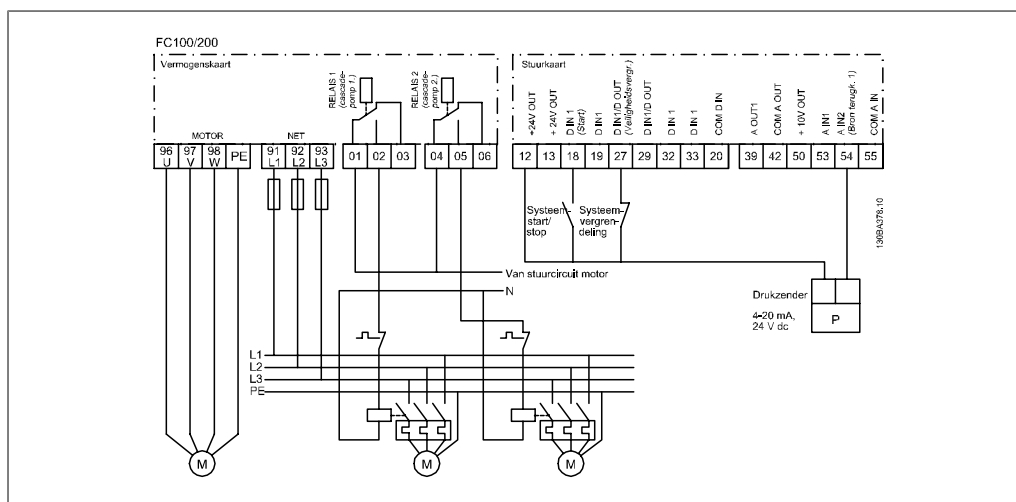 FC100/200
Vermogenskaart
RELAIS 1
(cascade-
pomp 1.)
RELAIS 2
(cascade-
pomp 2.)
MOTOR
NET
96
U
97
V
98
W
PE
91
L1
92
L2
93
L3
01
02
03
04
05
06
Stuurkaart
+24V OUT
+ 24V OUT
D IN 1
(Start)
D IN1
D IN1/D OUT
(Veiligheidsvergr.)
D IN1/D OUT
D IN 1
D IN 1
COM D IN
A OUT1
COM A OUT
+ 10V OUT
A IN1
A IN2
(Bron terugk. 1)
COM A IN
12
13
18
19
27
29
32
33
20
39
42
50
53
54
55
130BA378.10
Systeem
start/
stop
Systeem-
vergren-
deling
Van stuurcircuit motor
N
Drukzender
4-20 mA,
24 V dc
P
L1
L2
L3
PE
M
M
M